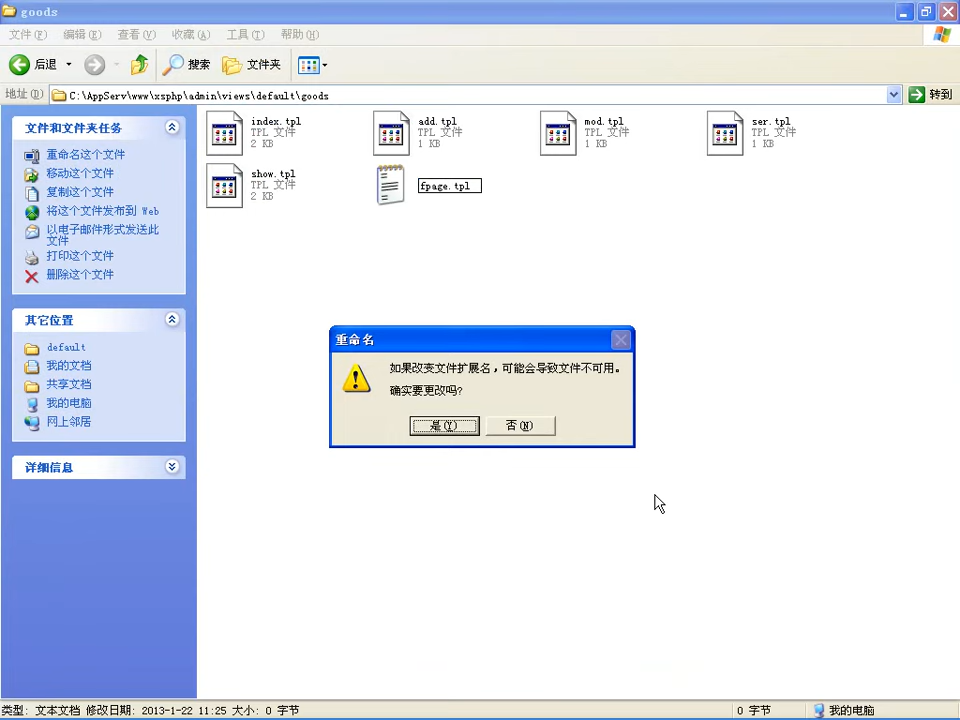 goods
文件(F) 编辑(E) 查看(V) 收藏(A) 工具(T) 帮助(H)
后退 搜索 文件夹
地址(D) C:\AppServ\www\xsphp\admin\views\default\goods 转到
文件和文件夹任务
重命名这个文件
移动这个文件
复制这个文件
将这个文件发布到 Web
以电子邮件形式发送此
文件
打印这个文件
删除这个文件
其它位置
default
我的文档
共享文档
我的电脑
网上邻居
详细信息
index.tpl
TPL 文件
2 KB
add.tpl
TPL 文件
1 KB
mod.tpl
TPL 文件
1 KB
ser.tpl
TPL 文件
1 KB
show.tpl
TPL 文件
2 KB
fpage.tpl
重命名
如果改变文件扩展名，可能会导致文件不可用。
确实要更改吗?
是(Y) 否(N)
类型: 文本文档 修改日期: 2013-1-22 11:25 大小: 0 字节 0 字节 我的电脑